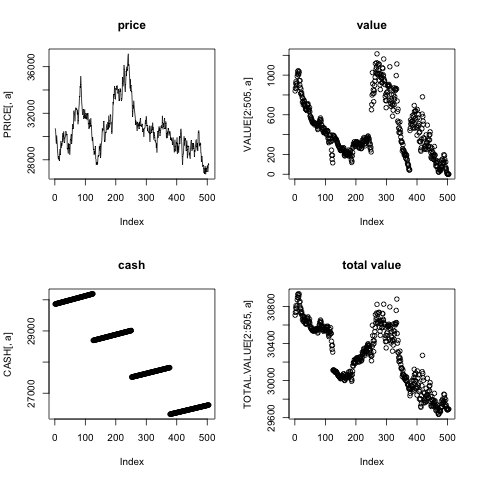 price
PRICE[, a]
28000 32000 36000
0 100 200 300 400 500
Index
value
VALUE[2:505, a]
0 200 600 1000
0 100 200 300 400 500
Index
cash
CASH[, a]
27000 29000
0 100 200 300 400 500
Index
total value
TOTAL.VALUE[2:505, a]
29600 30000 30400 30800
0 100 200 300 400 500
Index